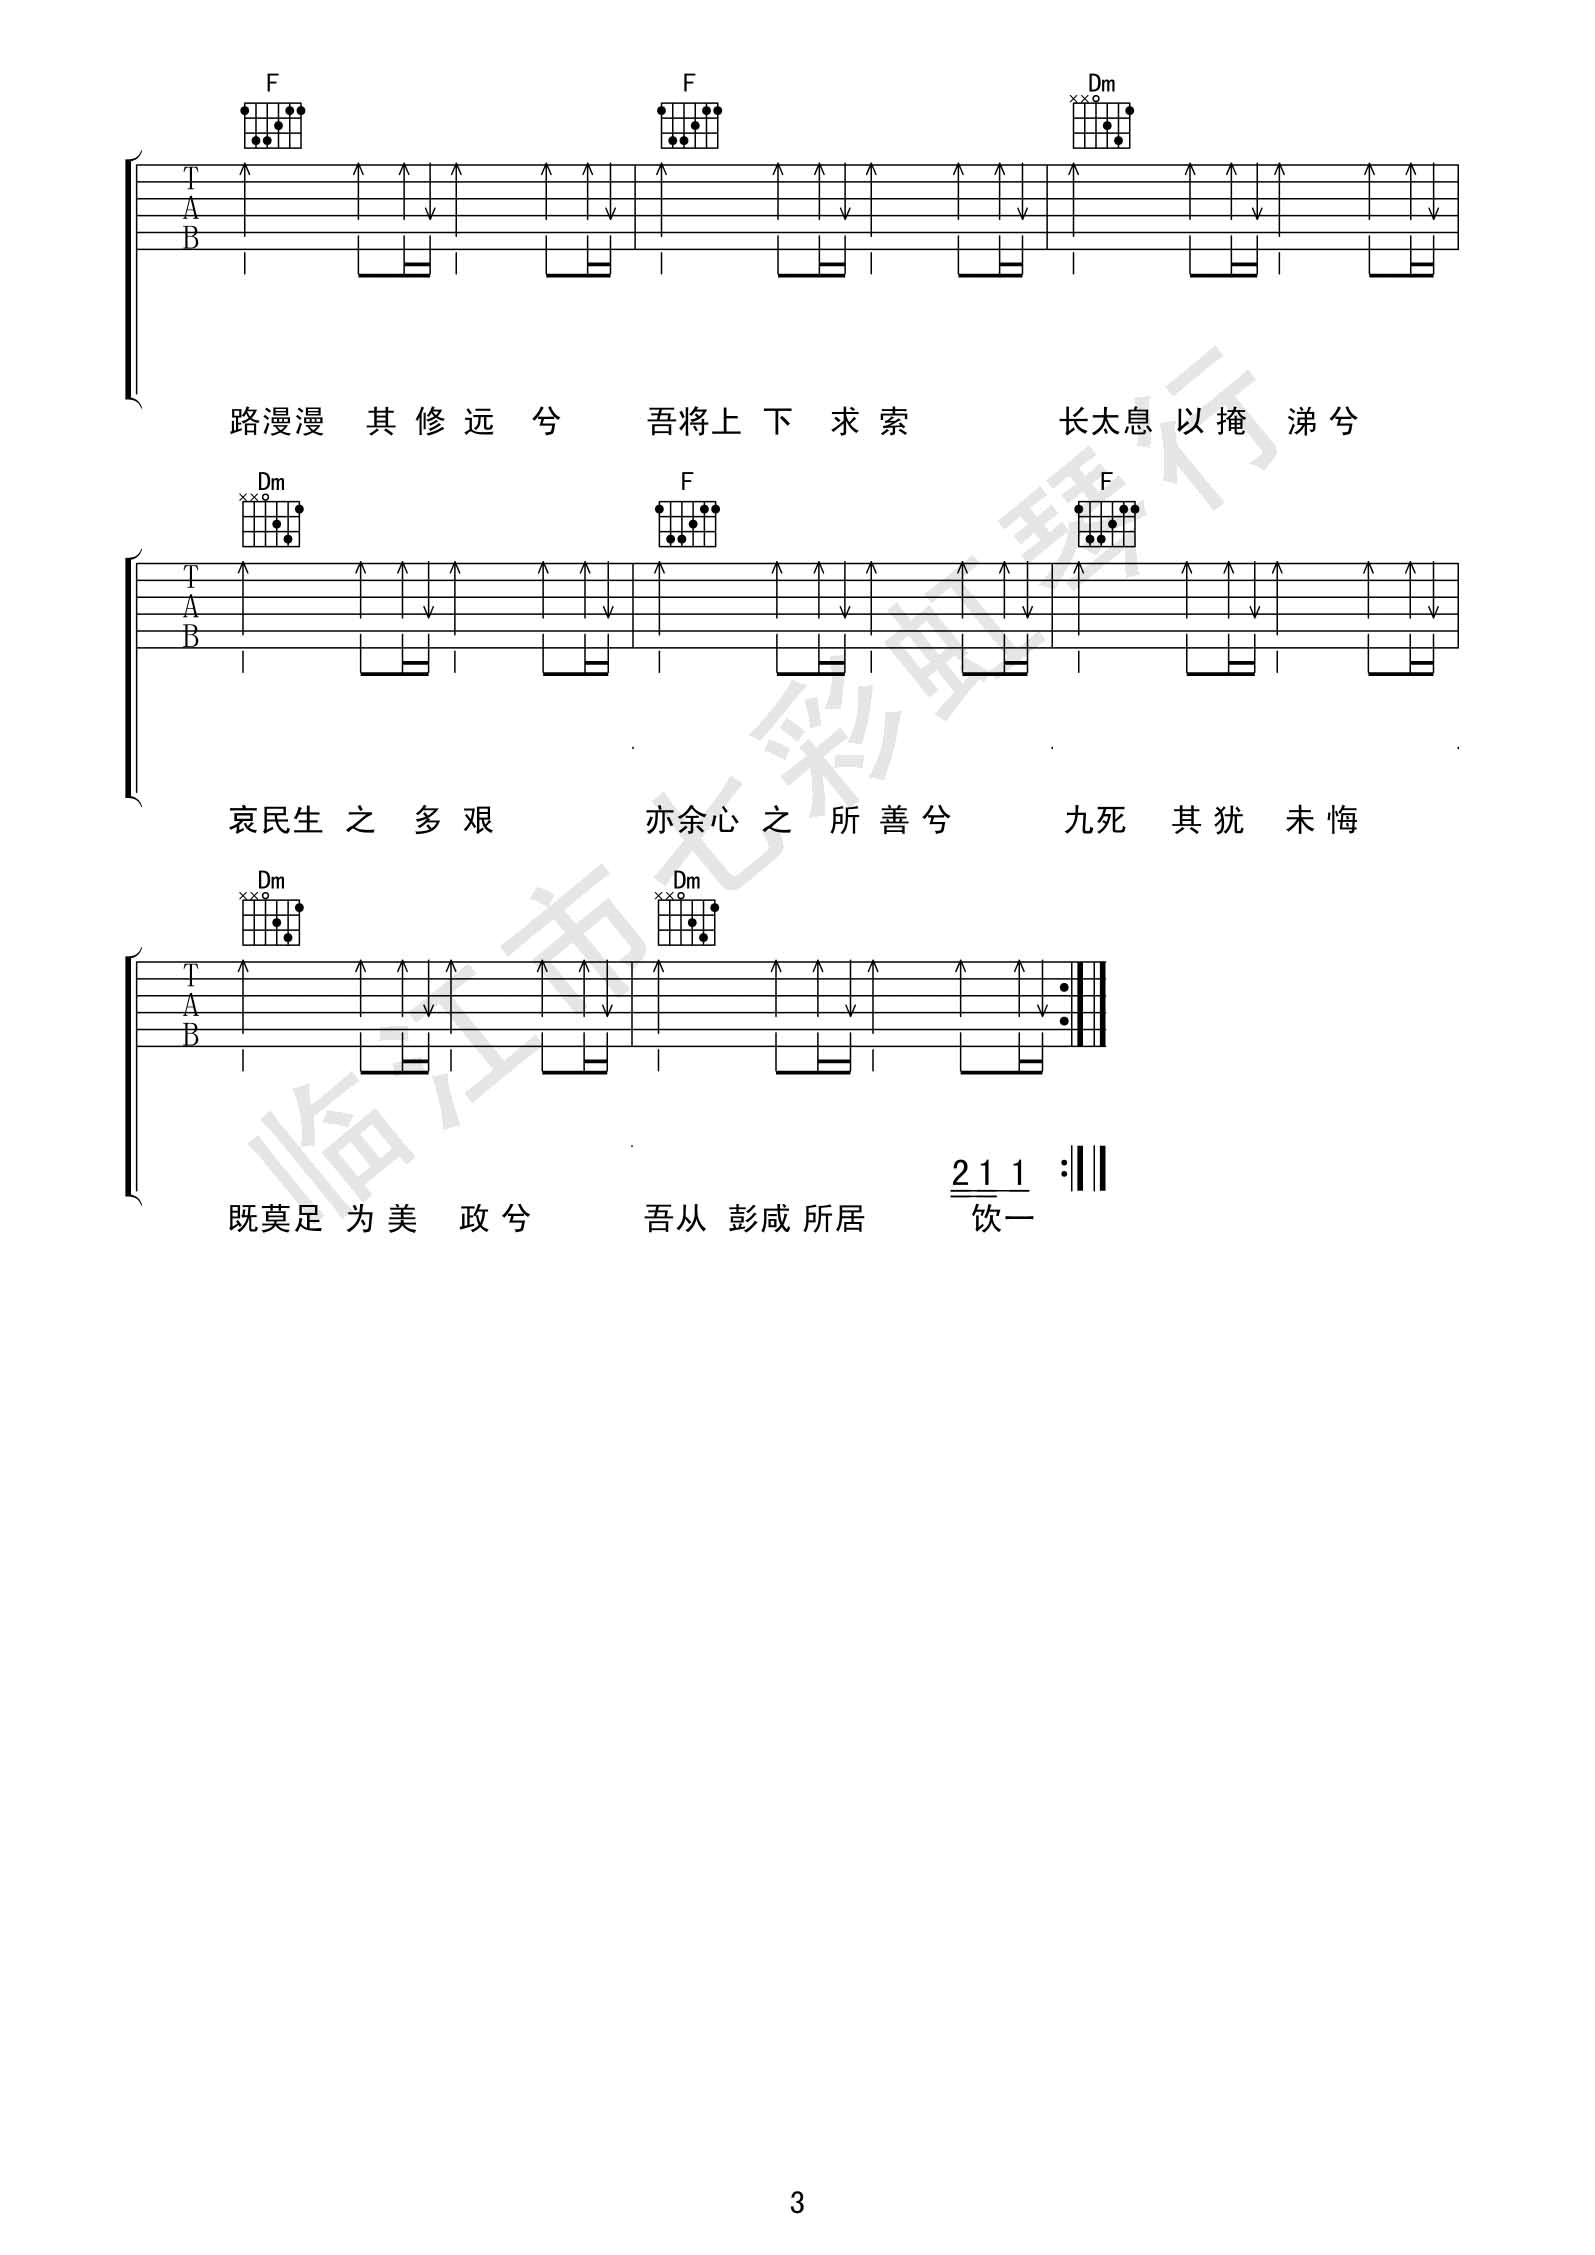 F F Dm
T
A
B
路漫漫 其 修 远 兮 吾将上 下 求 索 长太息 以 掩 涕 兮
Dm F F
T
A
B
哀民生 之 多 艰 亦余心 之 所 善 兮 九死 其 犹 未 悔
Dm Dm
T
A
B
2 1 1
既莫足 为 美 政 兮 吾从 彭咸 所居 饮一
临江市七彩虹琴行
3